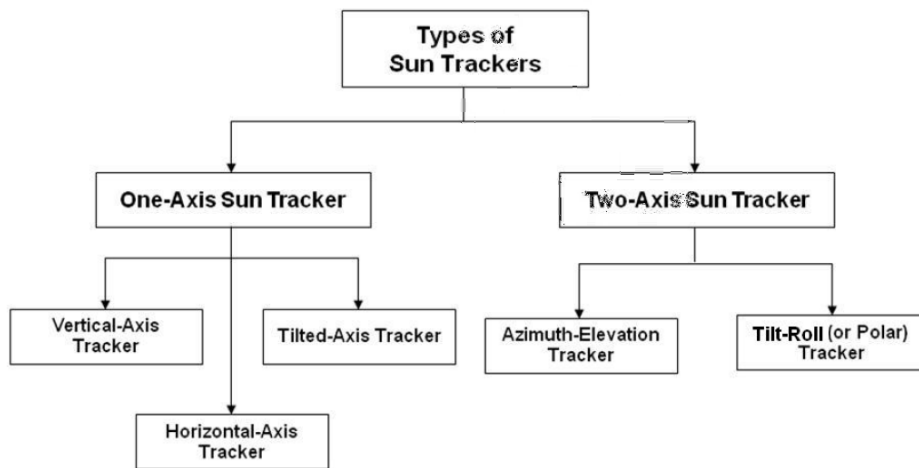 Types of
Sun Trackers
One-Axis Sun Tracker
Two-Axis Sun Tracker
Vertical-Axis
Tracker
Tilted-Axis Tracker
Horizontal-Axis
Tracker
Azimuth-Elevation
Tracker
Tilt-Roll (or Polar)
Tracker